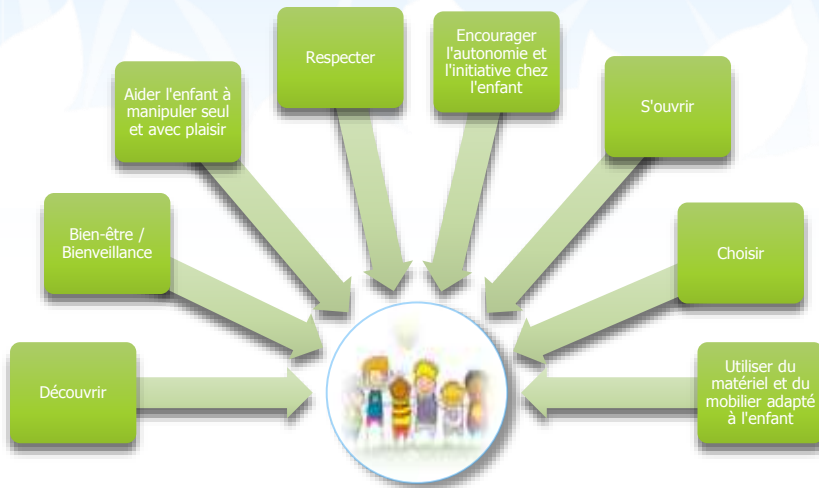 Découvrir
Bien-être /
Bienveillance
Aider l'enfant à
manipuler seul
et avec plaisir
Respecter
Encourager
l'autonomie et
l'initiative chez
l'enfant
S'ouvrir
Choisir
Utiliser du
matériel et du
mobilier adapté
à l'enfant